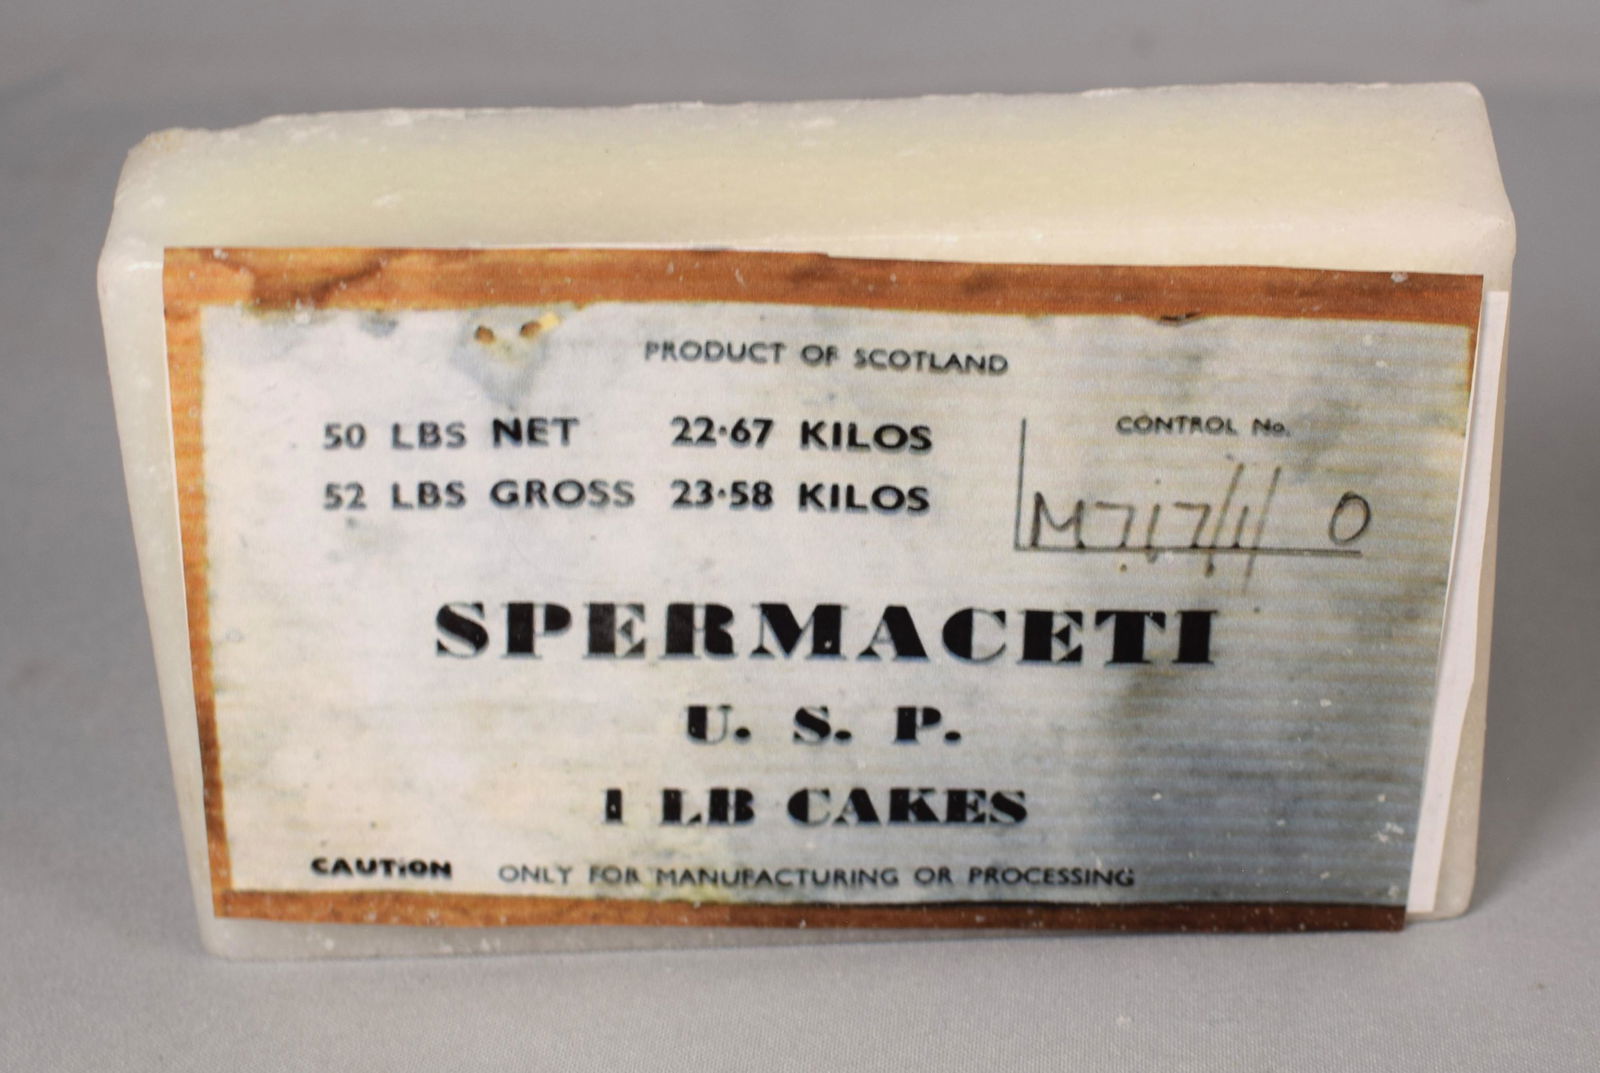 PRODUCT OF SCOTLAND
50 LBS NET 22·67 KILOS
52 LBS GROSS 23·58 KILOS
CONTROL No.
SPERMACETI
U. S. P.
1 LB CAKES
CAUTION ONLY FOR MANUFACTURING OR PROCESSING